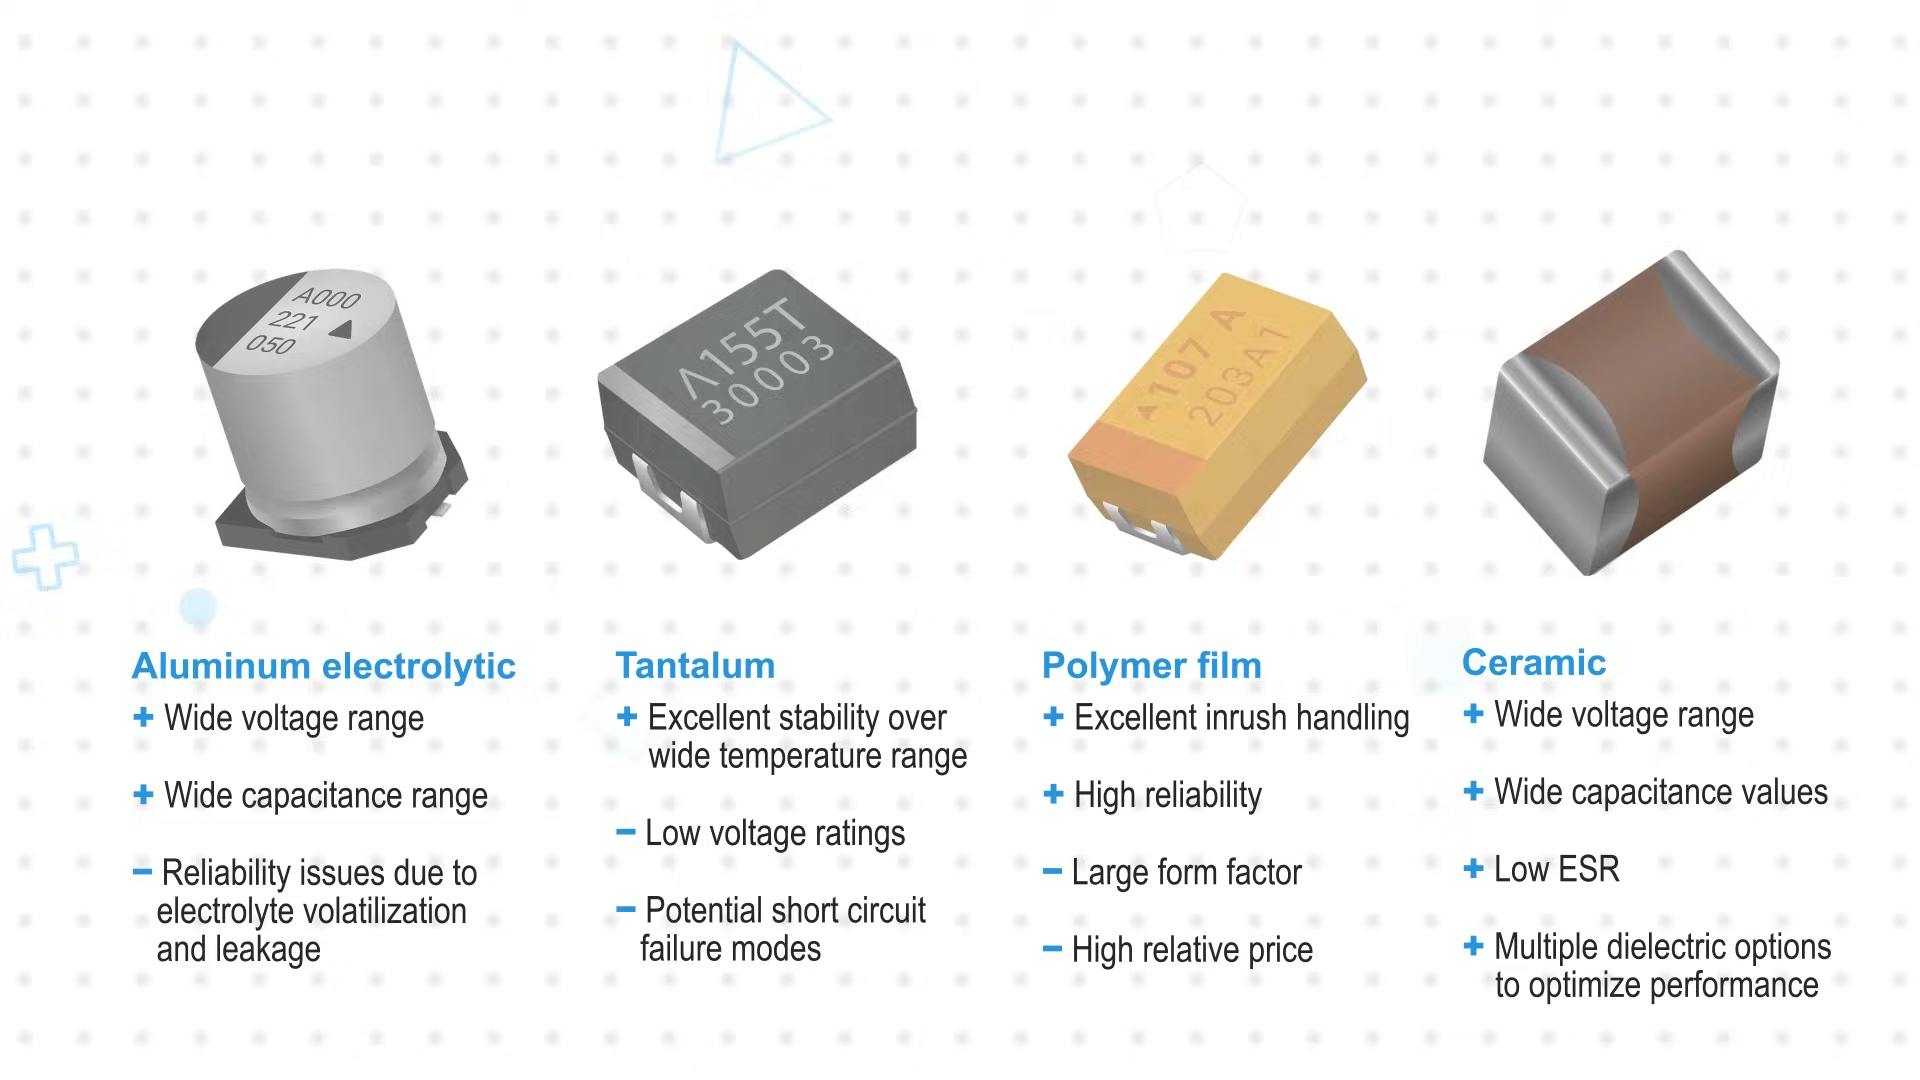 A000
221
050
Λ155T
30003
A
107
203A7
Aluminum electrolytic
+ Wide voltage range
+ Wide capacitance range
− Reliability issues due to
electrolyte volatilization
and leakage
Tantalum
+ Excellent stability over
wide temperature range
− Low voltage ratings
− Potential short circuit
failure modes
Polymer film
+ Excellent inrush handling
+ High reliability
− Large form factor
− High relative price
Ceramic
+ Wide voltage range
+ Wide capacitance values
+ Low ESR
+ Multiple dielectric options
to optimize performance